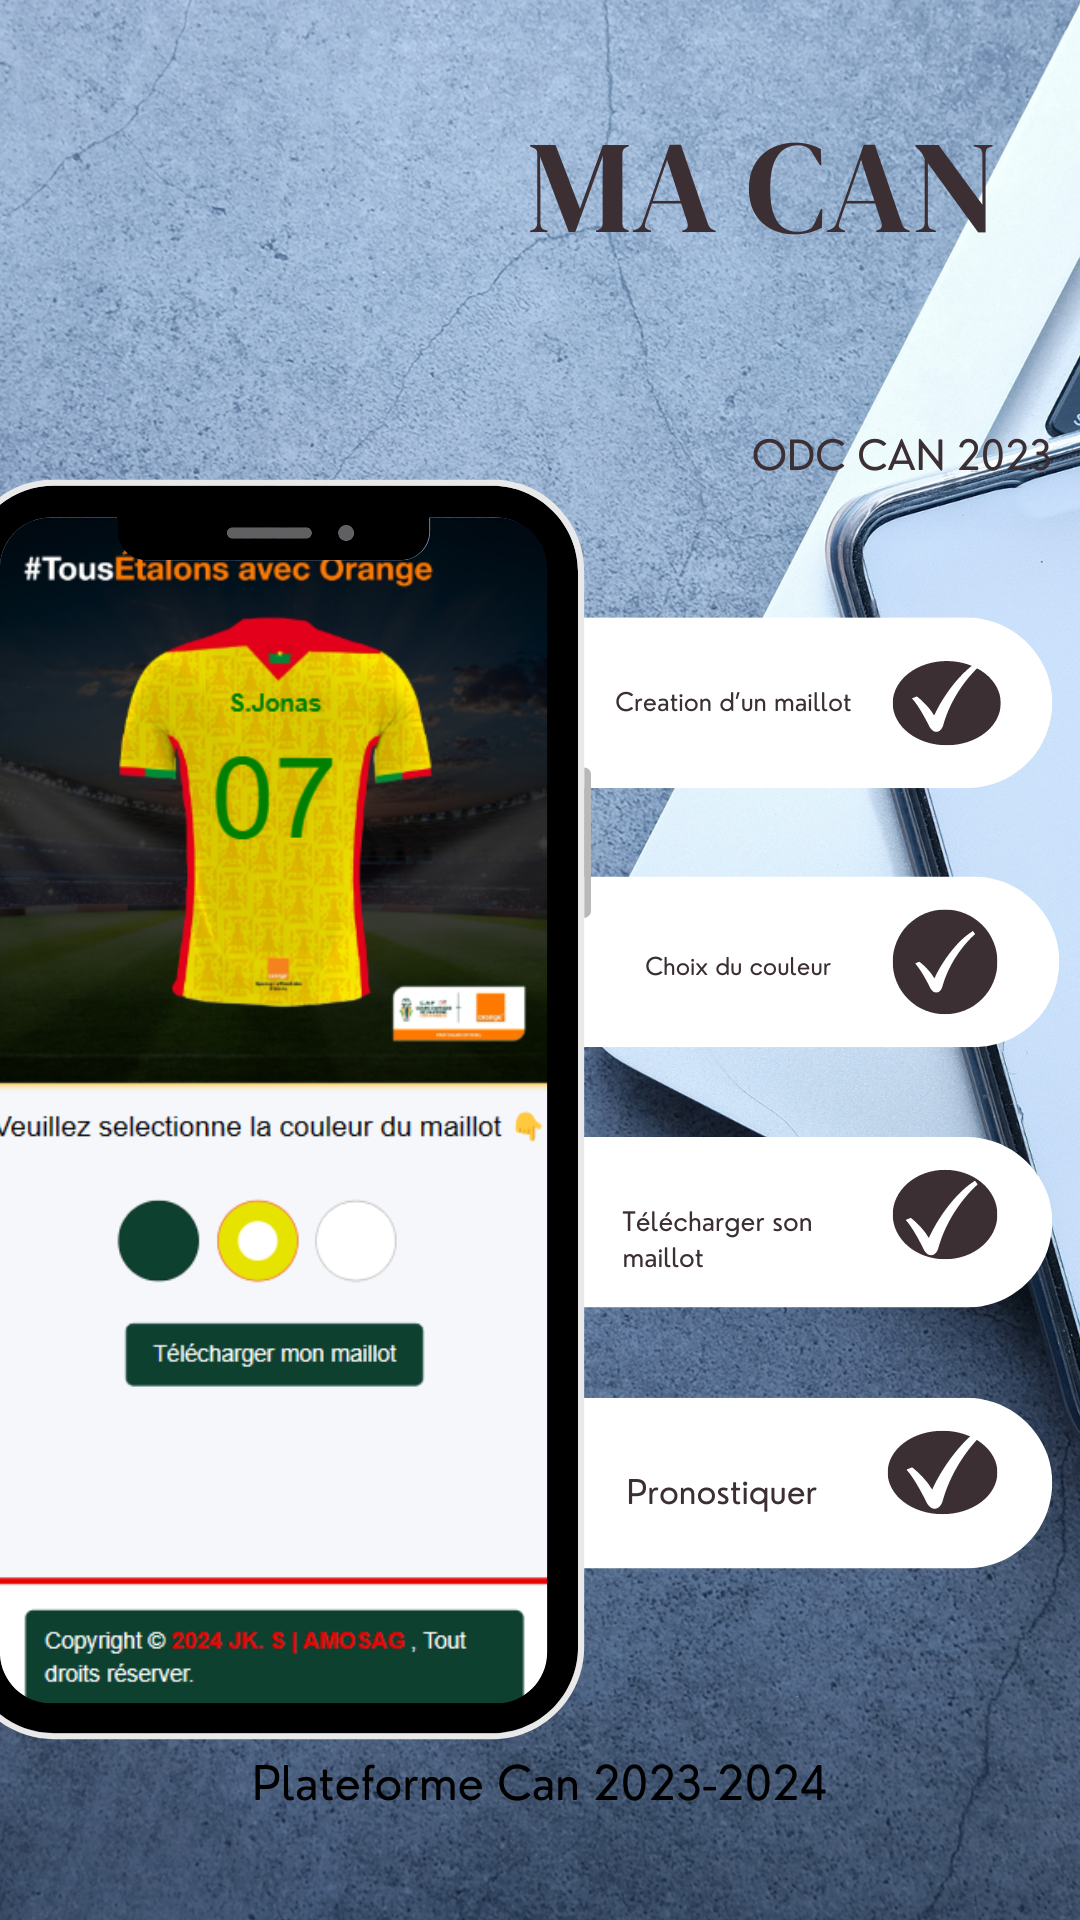 MA CAN
ODC CAN 2023
#TousÉtalons avec Orange
S.Jonas
07
orange
Creation d'un maillot
Choix du couleur
Télécharger son
maillot
Pronostiquer
Veuillez selectionne la couleur du maillot 👇
Télécharger mon maillot
Copyright © 2024 JK. S | AMOSAG , Tout
droits réserver.
Plateforme Can 2023-2024